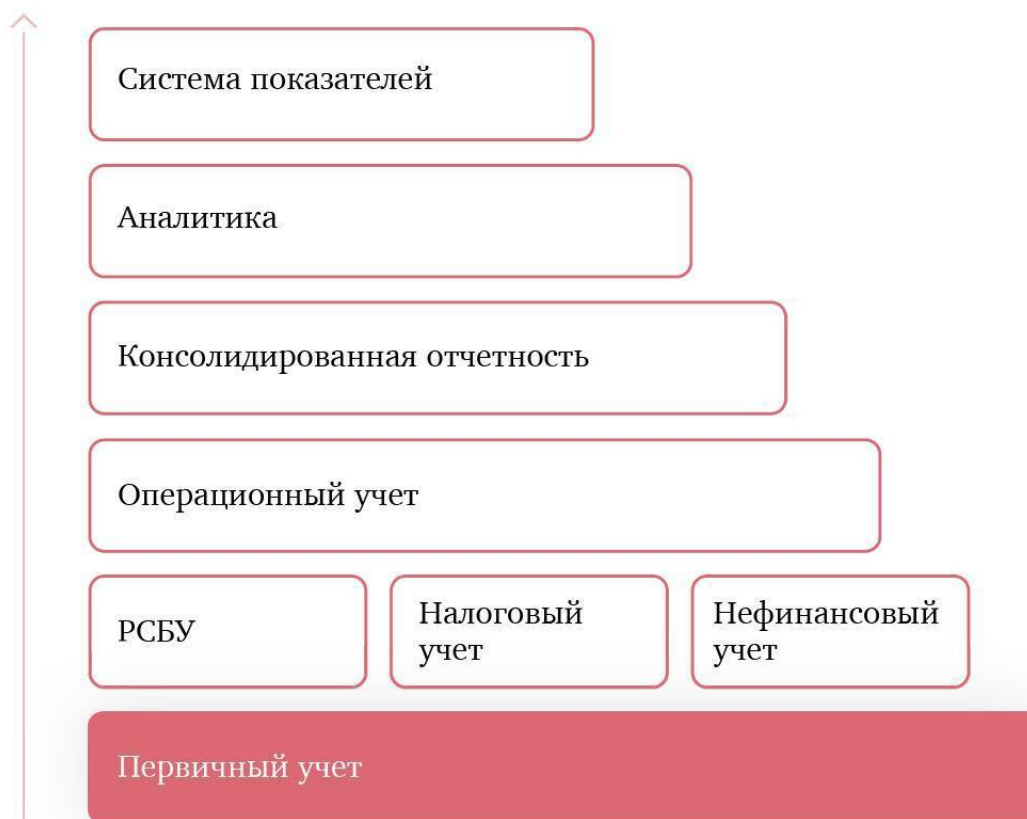 Система показателей
Аналитика
Консолидированная отчетность
Операционный учет
РСБУ
Налоговый
учет
Нефинансовый
учет
Первичный учет